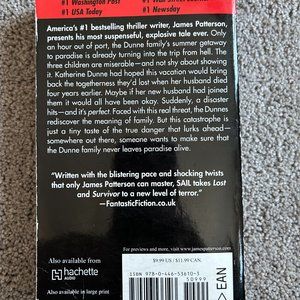 #1 Washington Post
#1 USA Today
#1 Newsday
America's #1 bestselling thriller writer, James Patterson,
presents his most suspenseful, explosive tale ever. Only
an hour out of port, the Dunne family's summer getaway
to paradise is already turning into the trip from hell. The
three children are miserable—and not shy about showing
it. Katherine Dunne had hoped this vacation would bring
back the togetherness they'd lost when her husband died
four years earlier. Maybe if her new husband had joined
them it would all have been okay. Suddenly, a disaster
hits—and it's perfect. Faced with this real threat, the Dunnes
rediscover the meaning of family. But this catastrophe is
just a tiny taste of the true danger that lurks ahead—
somewhere out there, someone wants to make sure that
the Dunne family never leaves paradise alive.
"Written with the blistering pace and shocking twists
that only James Patterson can master, SAIL takes Lost
and Survivor to a new level of terror."
—FantasticFiction.co.uk
For previews and more, visit www.jamespatterson.com.
$9.99 US / $11.99 CAN.
ISBN 978-0-446-53610-3
50999
EAN
Also available from
hachette
AUDIO
Also available in large print